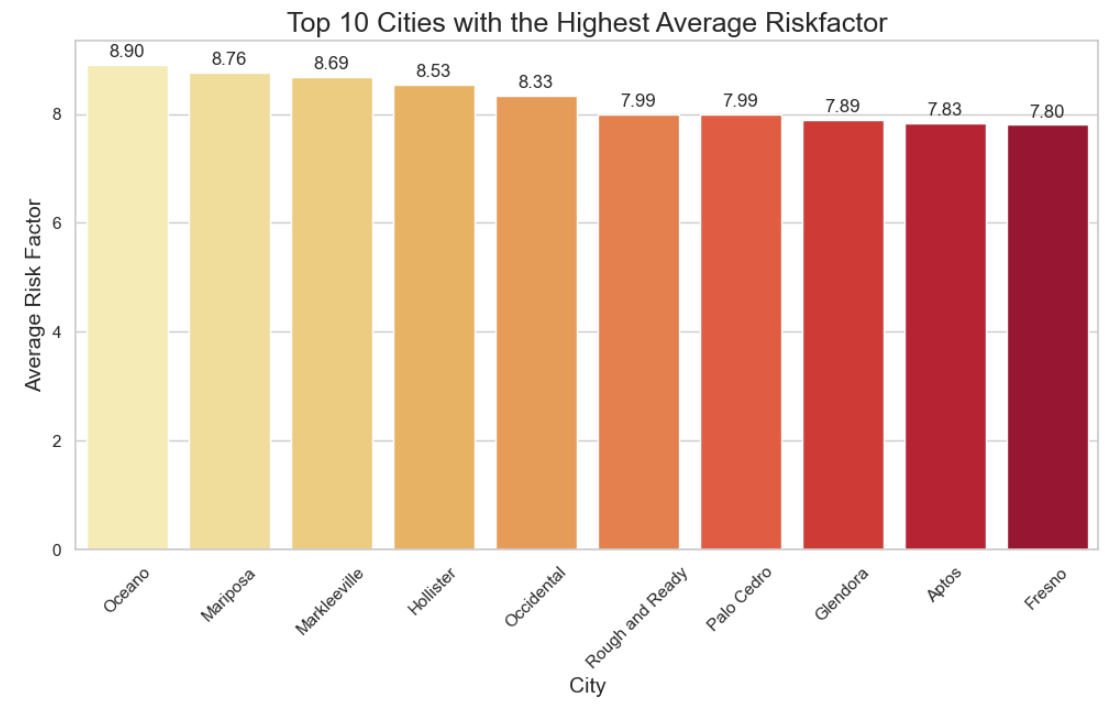 Top 10 Cities with the Highest Average Riskfactor
8.90
8.76
8.69
8.53
8.33
7.99
7.99
7.89
7.83
7.80
Average Risk Factor
8
6
4
2
0
Oceano
Mariposa
Markleeville
Hollister
Occidental
Rough and Ready
Palo Cedro
Glendora
Aptos
Fresno
City